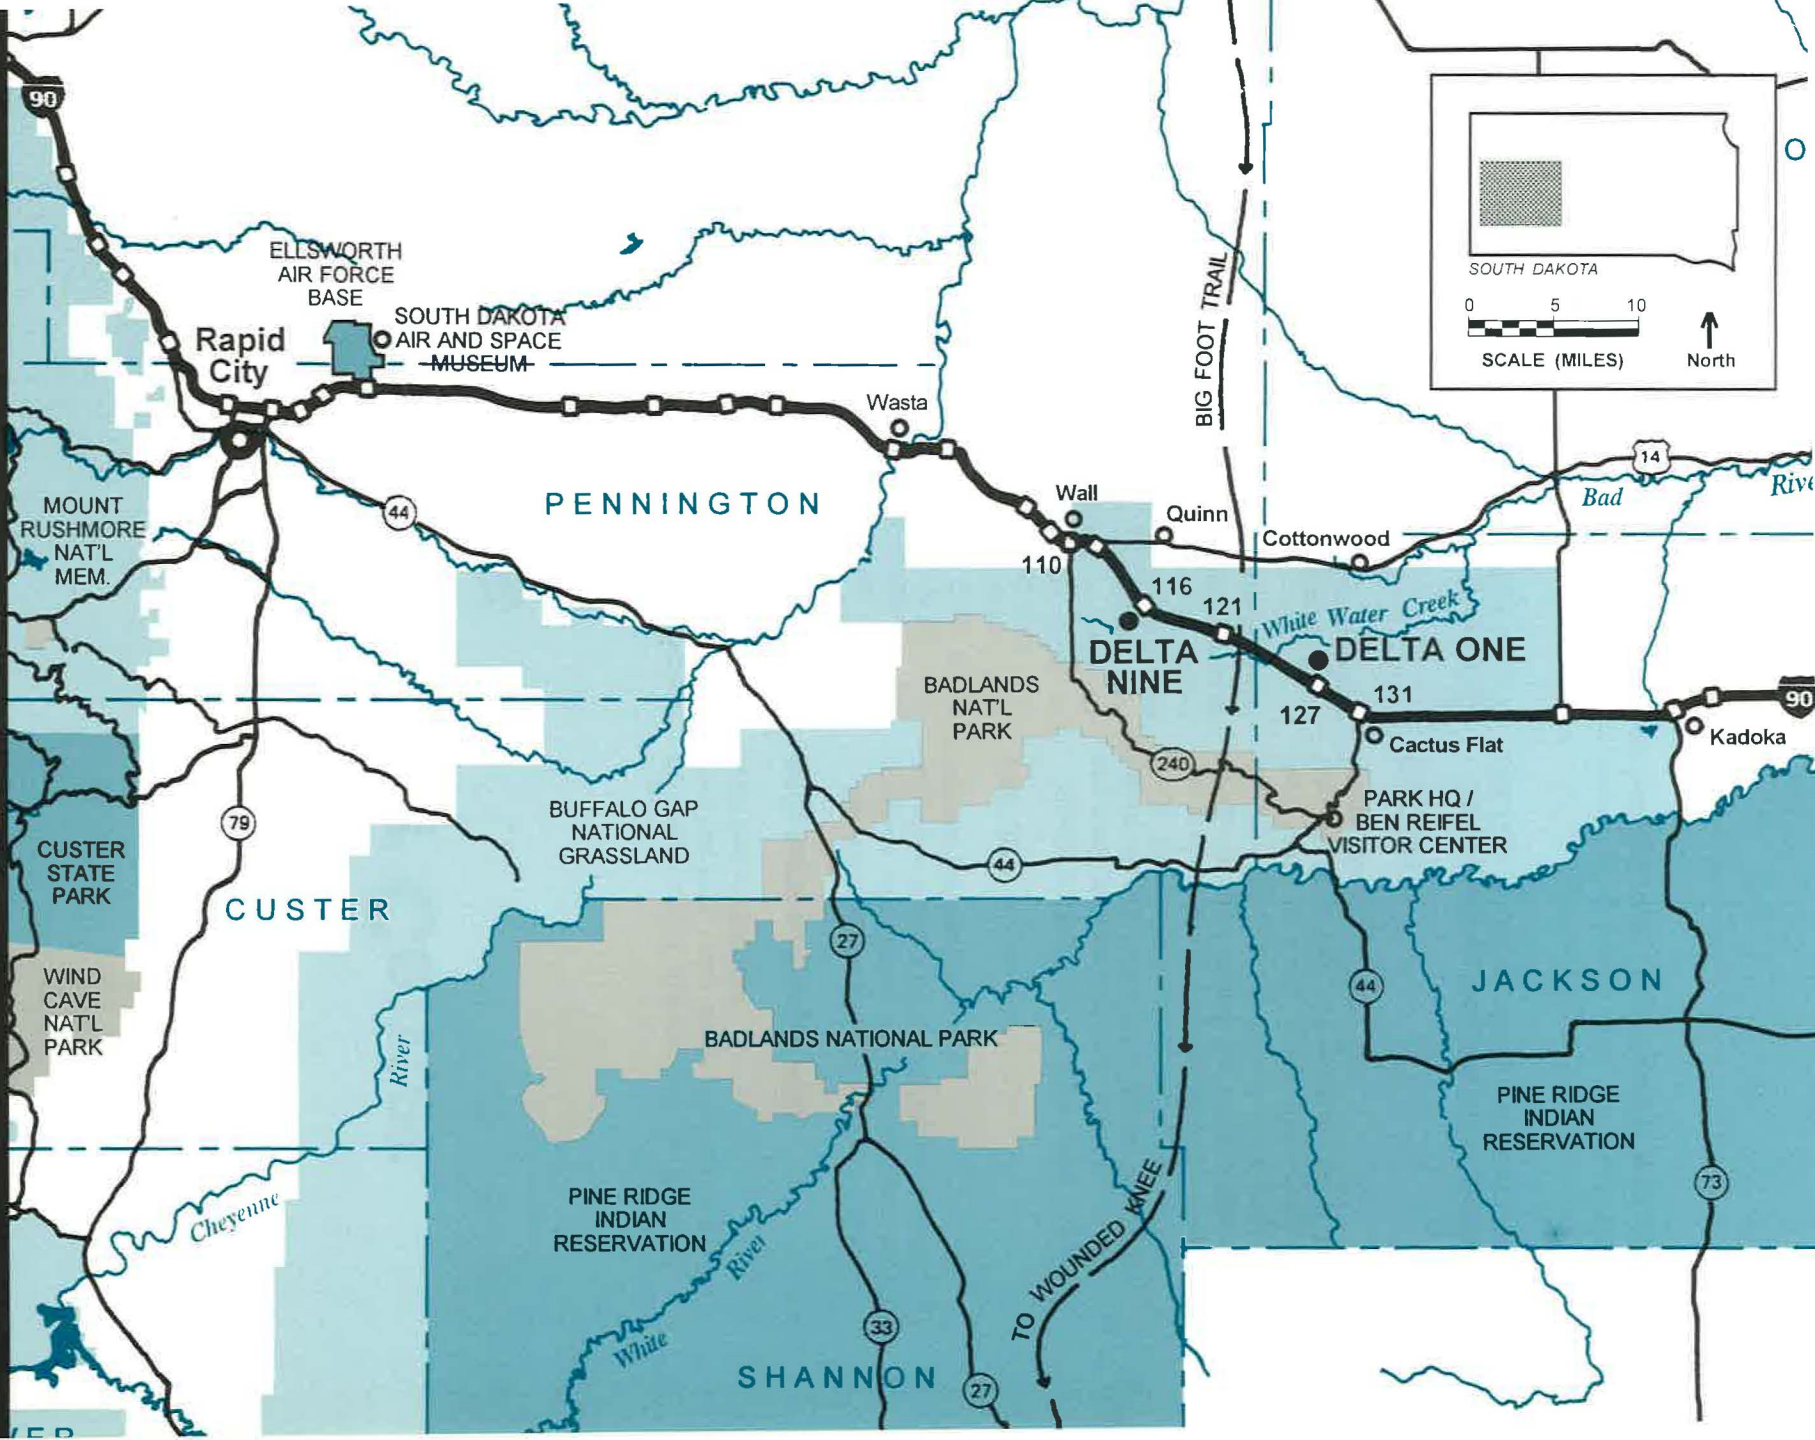 90
O
SOUTH DAKOTA
0 5 10
SCALE (MILES)
North
ELLSWORTH
AIR FORCE
BASE
SOUTH DAKOTA
AIR AND SPACE
MUSEUM
Rapid
City
BIG FOOT TRAIL
Wasta
14
Bad
MOUNT
RUSHMORE
NAT'L
MEM.
44
PENNINGTON
Wall
Quinn
Cottonwood
110
116
121
White Water Creek
DELTA
NINE
DELTA ONE
BADLANDS
NAT'L
PARK
127
131
90
Cactus Flat
Kadoka
240
79
BUFFALO GAP
NATIONAL
GRASSLAND
PARK HQ /
BEN REIFEL
VISITOR CENTER
CUSTER
STATE
PARK
44
CUSTER
27
WIND
CAVE
NAT'L
PARK
44
JACKSON
River
BADLANDS NATIONAL PARK
PINE RIDGE
INDIAN
RESERVATION
73
Cheyenne
PINE RIDGE
INDIAN
RESERVATION
River
White
TO WOUNDED KNEE
33
SHANNON
27